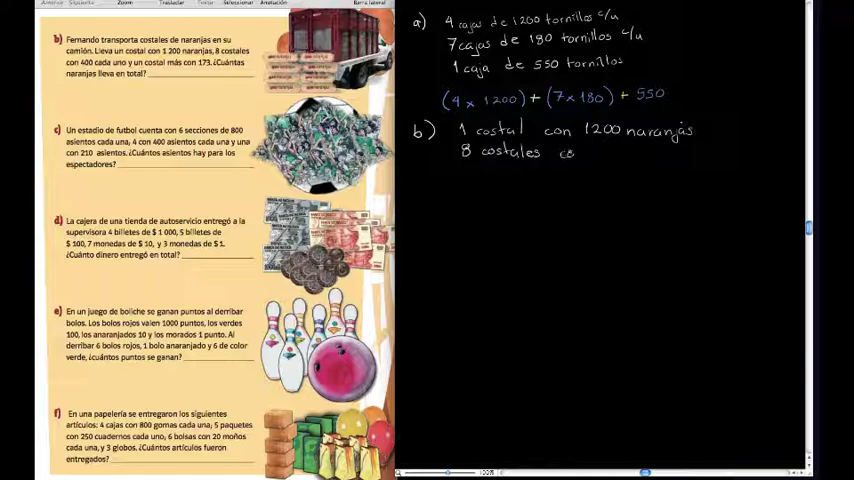 Zoom
Trasladar
Seleccionar
Anotación
Barra lateral
b) Fernando transporta costales de naranjas en su
camión. Lleva un costal con 1 200 naranjas, 8 costales
con 400 cada uno y un costal más con 173. ¿Cuántas
naranjas lleva en total?
c) Un estadio de futbol cuenta con 6 secciones de 800
asientos cada una, 4 con 400 asientos cada una y una
con 210 asientos. ¿Cuántos asientos hay para los
espectadores?
d) La cajera de una tienda de autoservicio entregó a la
supervisora 4 billetes de $ 1 000, 5 billetes de
$ 100, 7 monedas de $ 10, y 3 monedas de $ 1.
¿Cuánto dinero entregó en total?
e) En un juego de boliche se ganan puntos al derribar
bolos. Los bolos rojos valen 1000 puntos, los verdes
100, los anaranjados 10 y los morados 1 punto. Al
derribar 6 bolos rojos, 1 bolo anaranjado y 6 de color
verde, ¿cuántos puntos se ganan?
f) En una papelería se entregaron los siguientes
artículos: 4 cajas con 800 gomas cada una; 5 paquetes
con 250 cuadernos cada uno; 6 bolsas con 20 moños
cada una, y 3 globos. ¿Cuántos artículos fueron
entregados?
a) 4 cajas de 1200 tornillos c/u
7 cajas de 180 tornillos c/u
1 caja de 550 tornillos
(4 x 1200) + (7 x 180) + 550
b) 1 costal con 1200 naranjas
8 costales co
100%